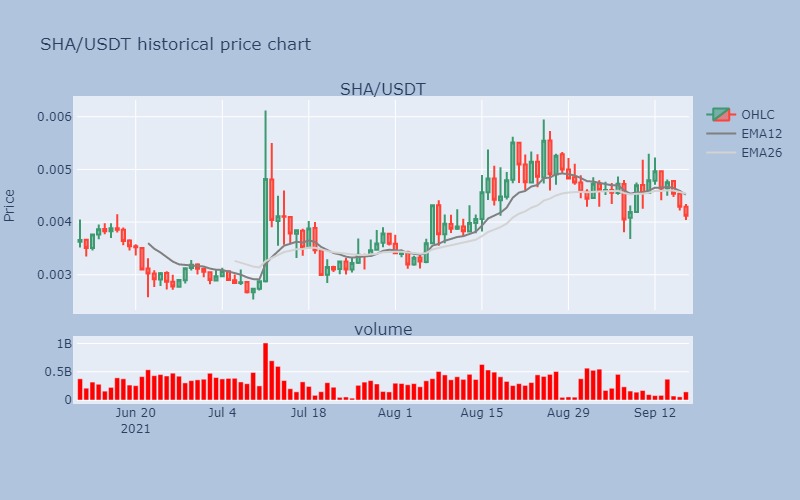 SHA/USDT historical price chart
SHA/USDT
0.006
0.005
0.004
0.003
Price
OHLC
EMA12
EMA26
volume
1B
0.5B
0
Jun 20 Jul 4 Jul 18 Aug 1 Aug 15 Aug 29 Sep 12
2021